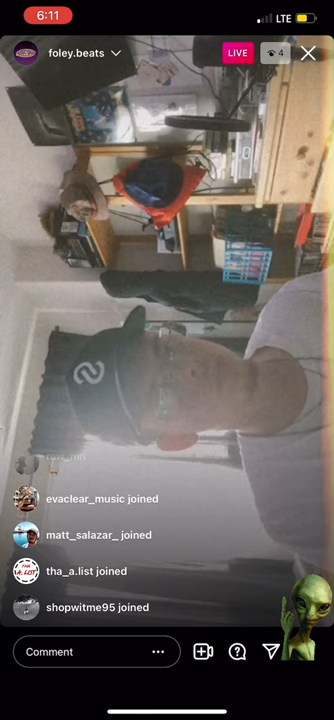 6:11
LTE
foley.beats
LIVE
4
evaclear_music joined
matt_salazar_ joined
tha_a.list joined
shopwitme95 joined
Comment